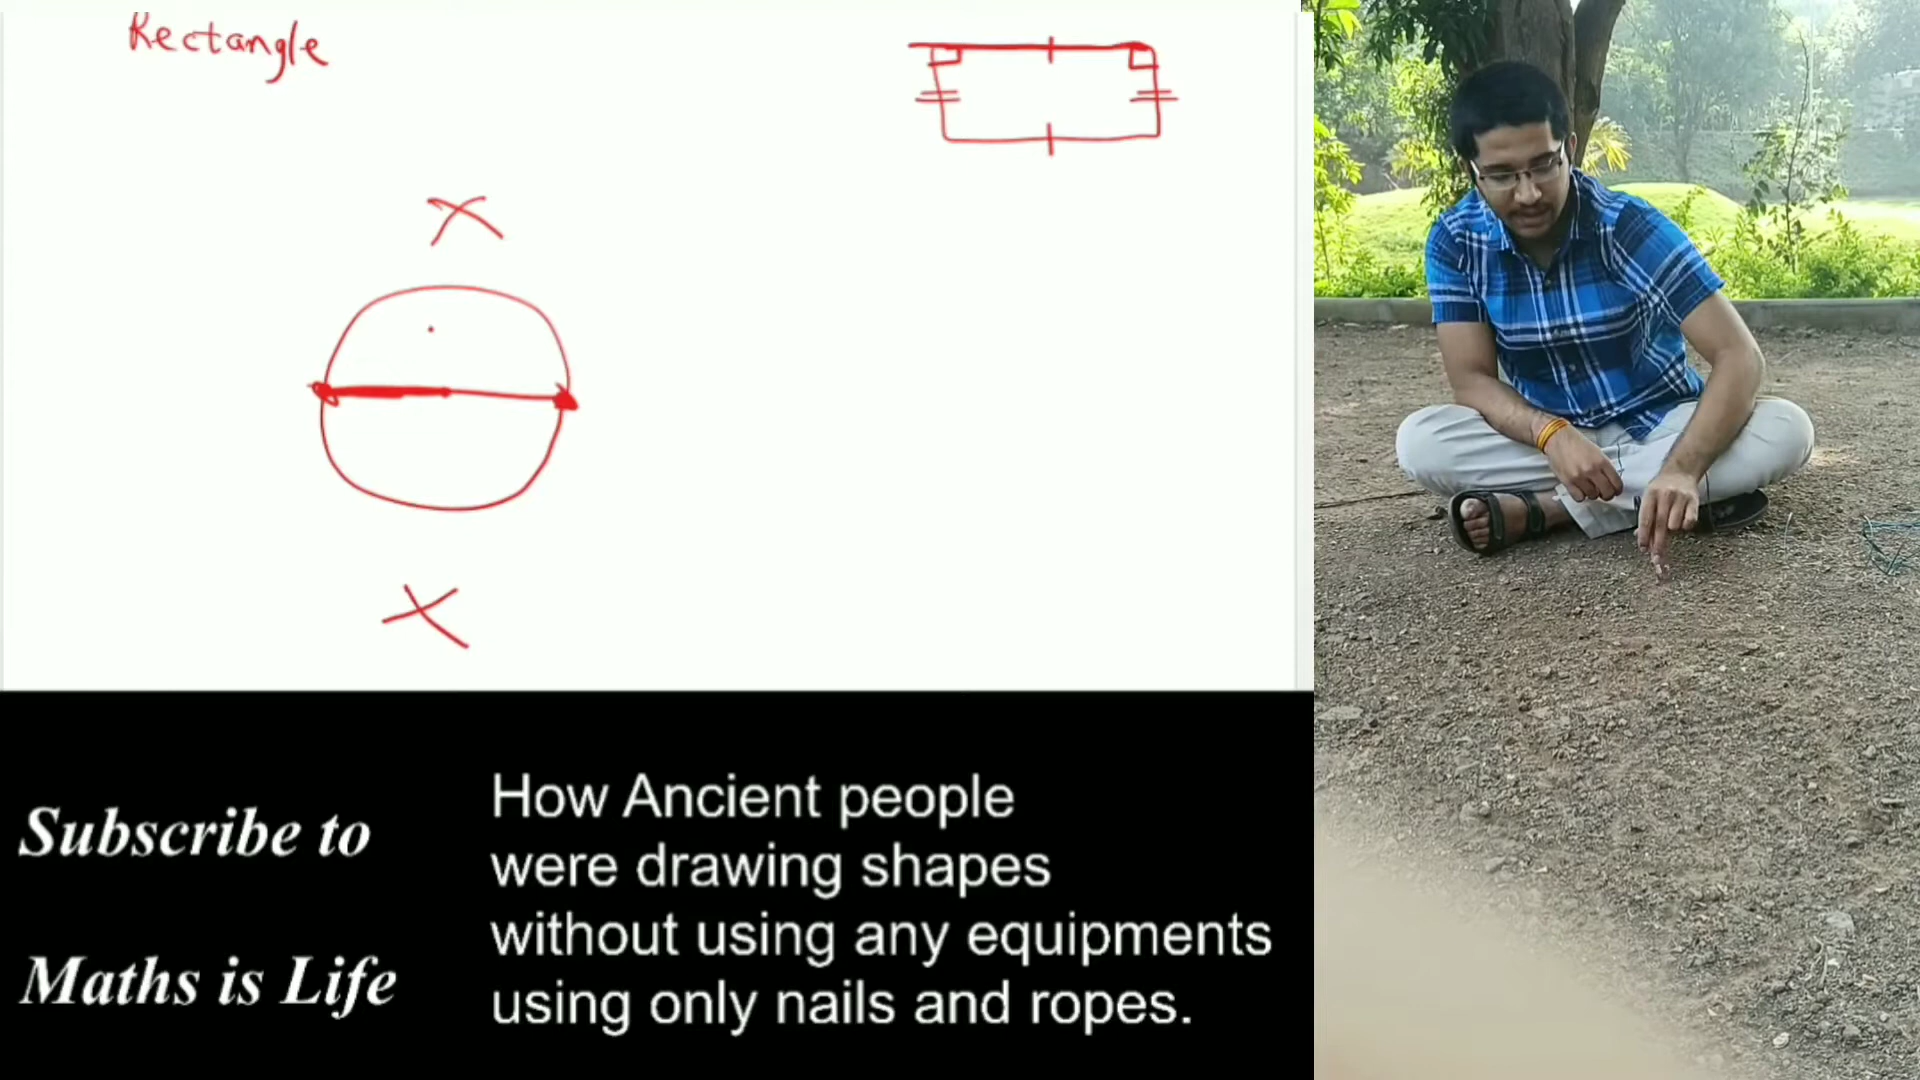 Rectangle
Subscribe to
Maths is Life
How Ancient people
were drawing shapes
without using any equipments
using only nails and ropes.